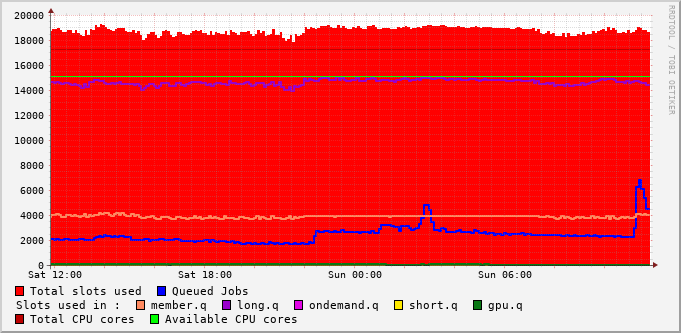 20000
18000
16000
14000
12000
10000
8000
6000
4000
2000
0
Sat 12:00 Sat 18:00 Sun 00:00 Sun 06:00
Total slots used Queued Jobs
Slots used in : member.q long.q ondemand.q short.q gpu.q
Total CPU cores Available CPU cores
RRDTOOL / TOBI OETIKER